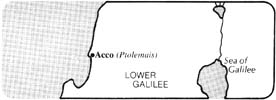 Acco (Ptolemais)
Sea of
Galilee
LOWER
GALILEE